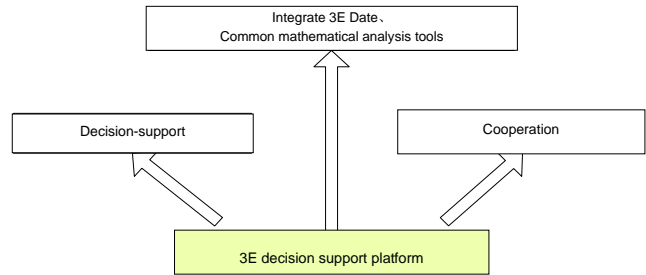 Integrate 3E Date、
Common mathematical analysis tools
Decision-support
Cooperation
3E decision support platform